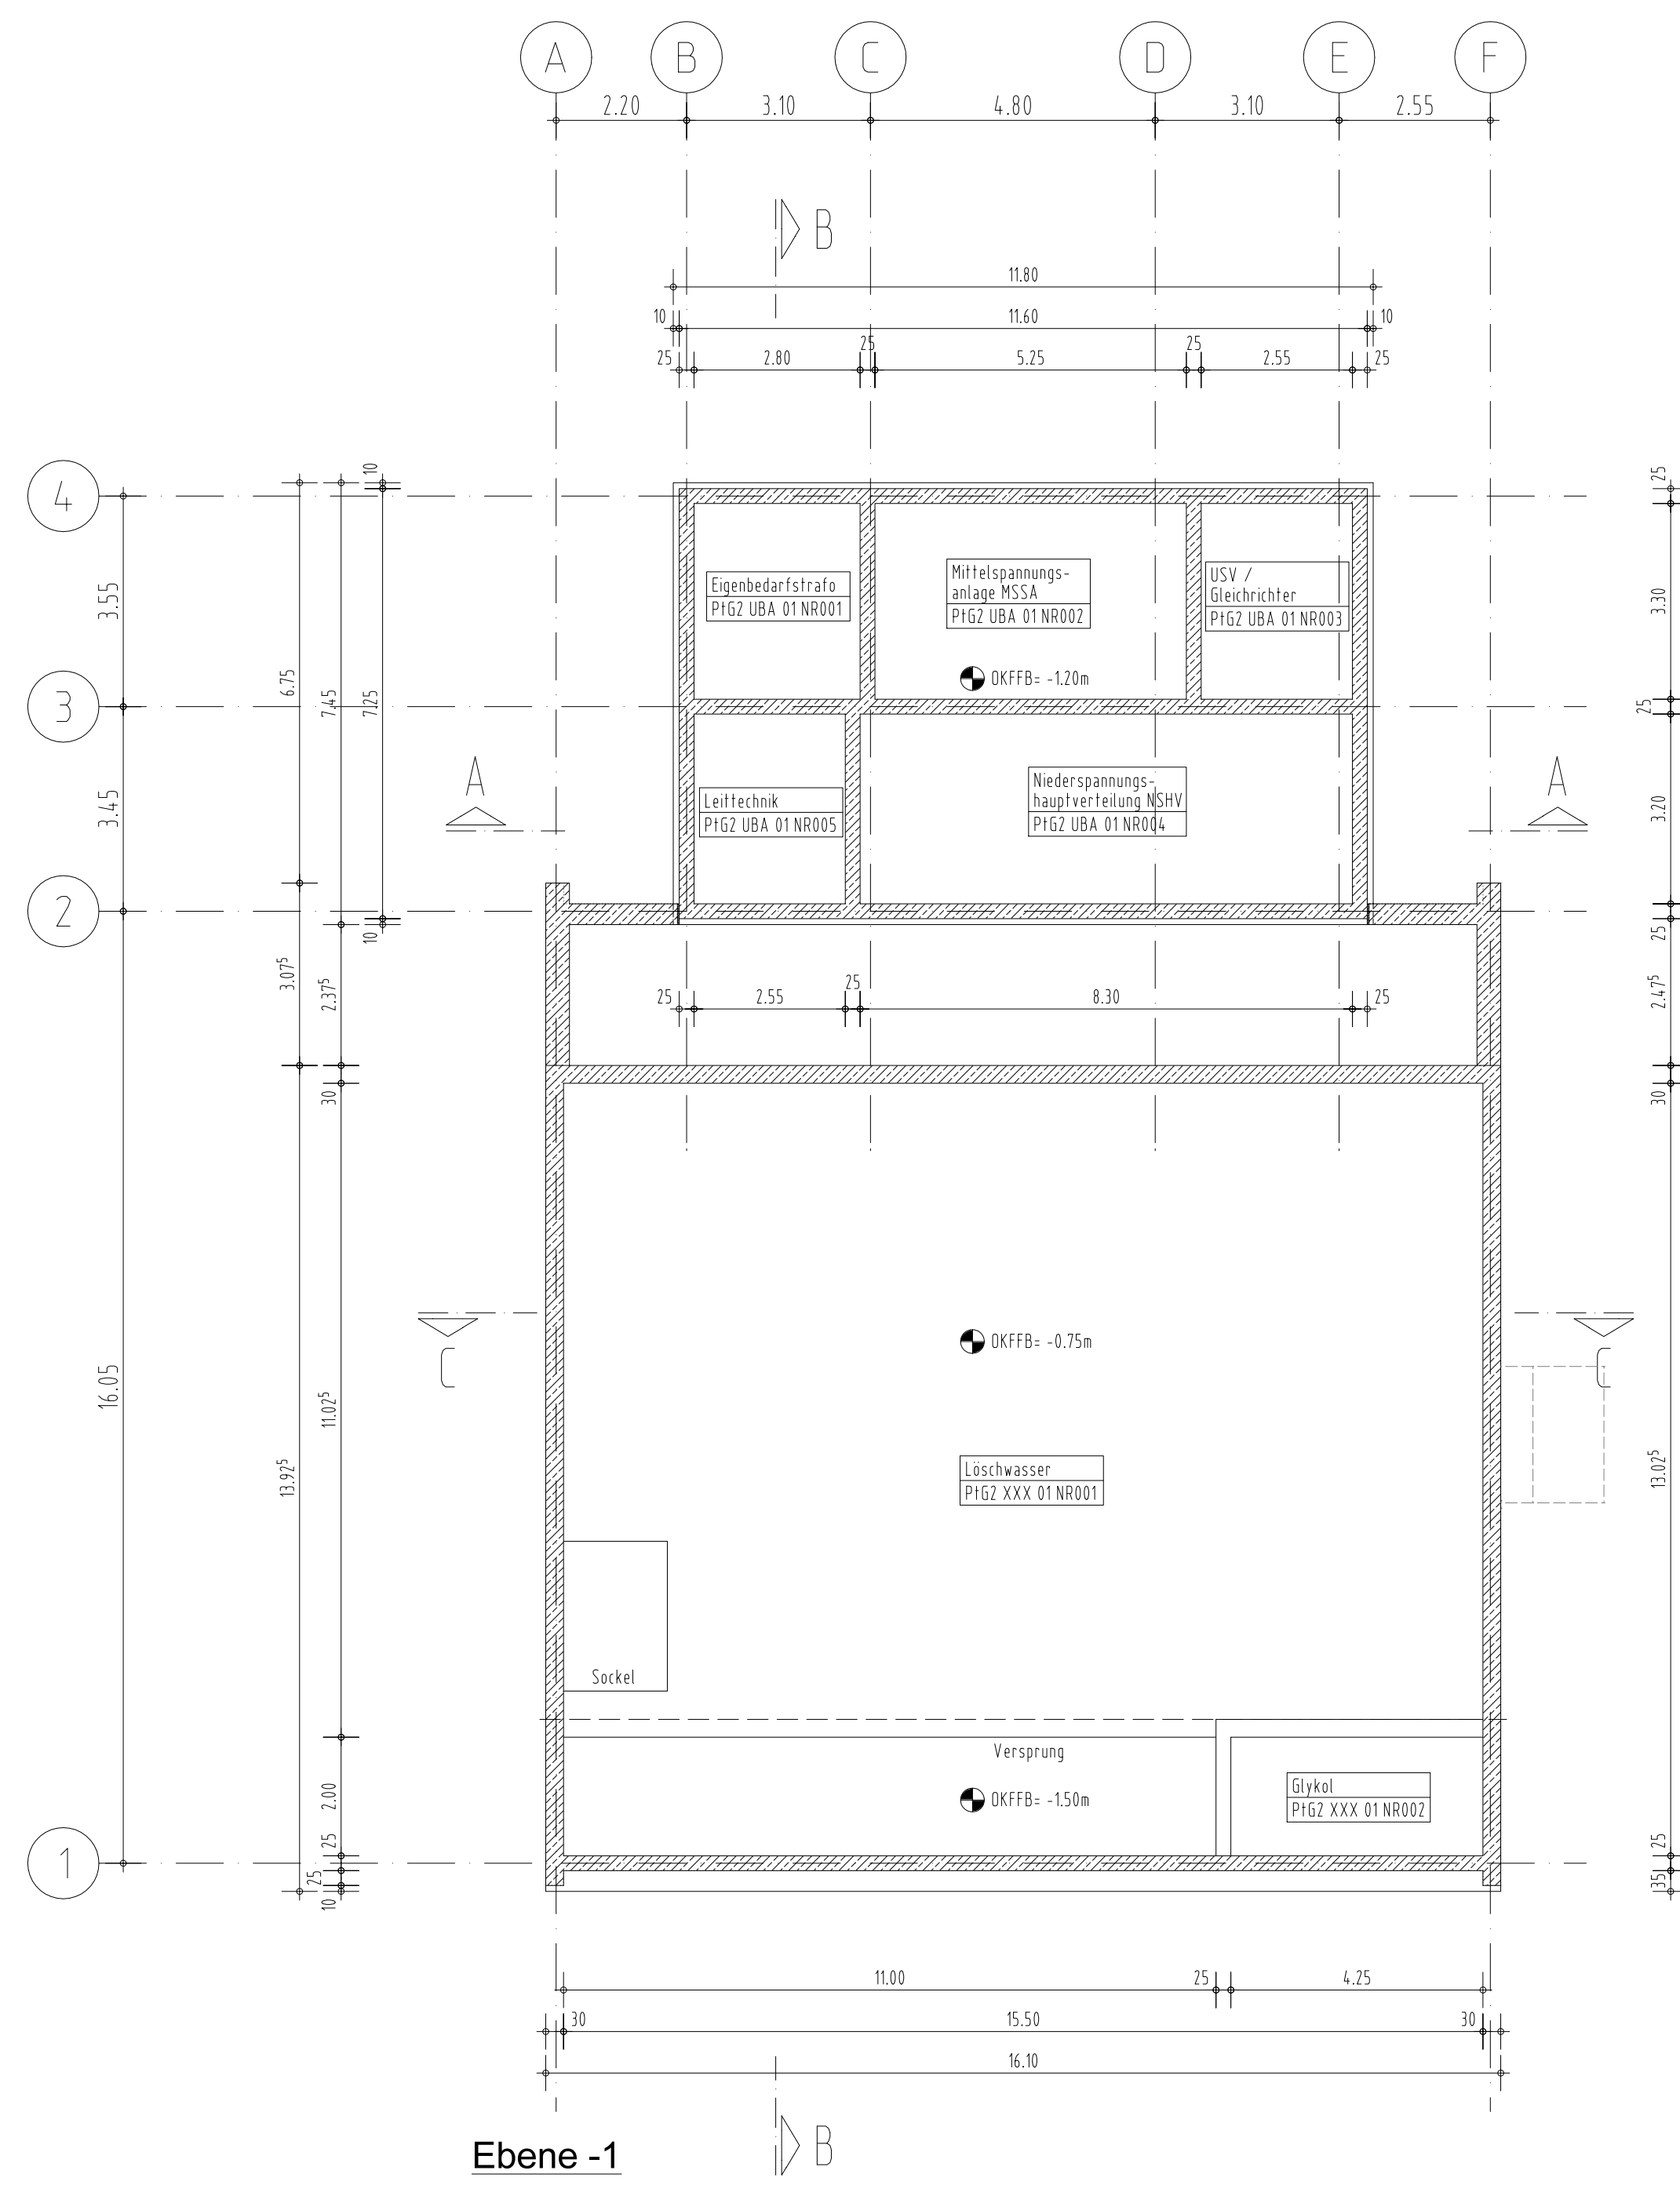 A B C D E F
2.20 3.10 4.80 3.10 2.55
B
11.80
10 11.60 10
25 2.80 25 5.25 25 2.55 25
4
3
2
1
3.55
3.45
16.05
6.75
3.07⁵
13.92⁵
7.45
2.37⁵
30
11.02⁵
2.00
25
25
10
10
7.25
10
Eigenbedarfstrafo
PtG2 UBA 01 NR001
Mittelspannungs-
anlage MSSA
PtG2 UBA 01 NR002
USV /
Gleichrichter
PtG2 UBA 01 NR003
OKFFB= -1.20m
Leittechnik
PtG2 UBA 01 NR005
Niederspannungs-
hauptverteilung NSHV
PtG2 UBA 01 NR004
A A
25 2.55 25 8.30 25
C C
OKFFB= -0.75m
Löschwasser
PtG2 XXX 01 NR001
Sockel
Versprung
OKFFB= -1.50m
Glykol
PtG2 XXX 01 NR002
25
3.30
25
3.20
25
2.47⁵
30
13.02⁵
25
35
11.00 25 4.25
30 15.50 30
16.10
B
Ebene -1